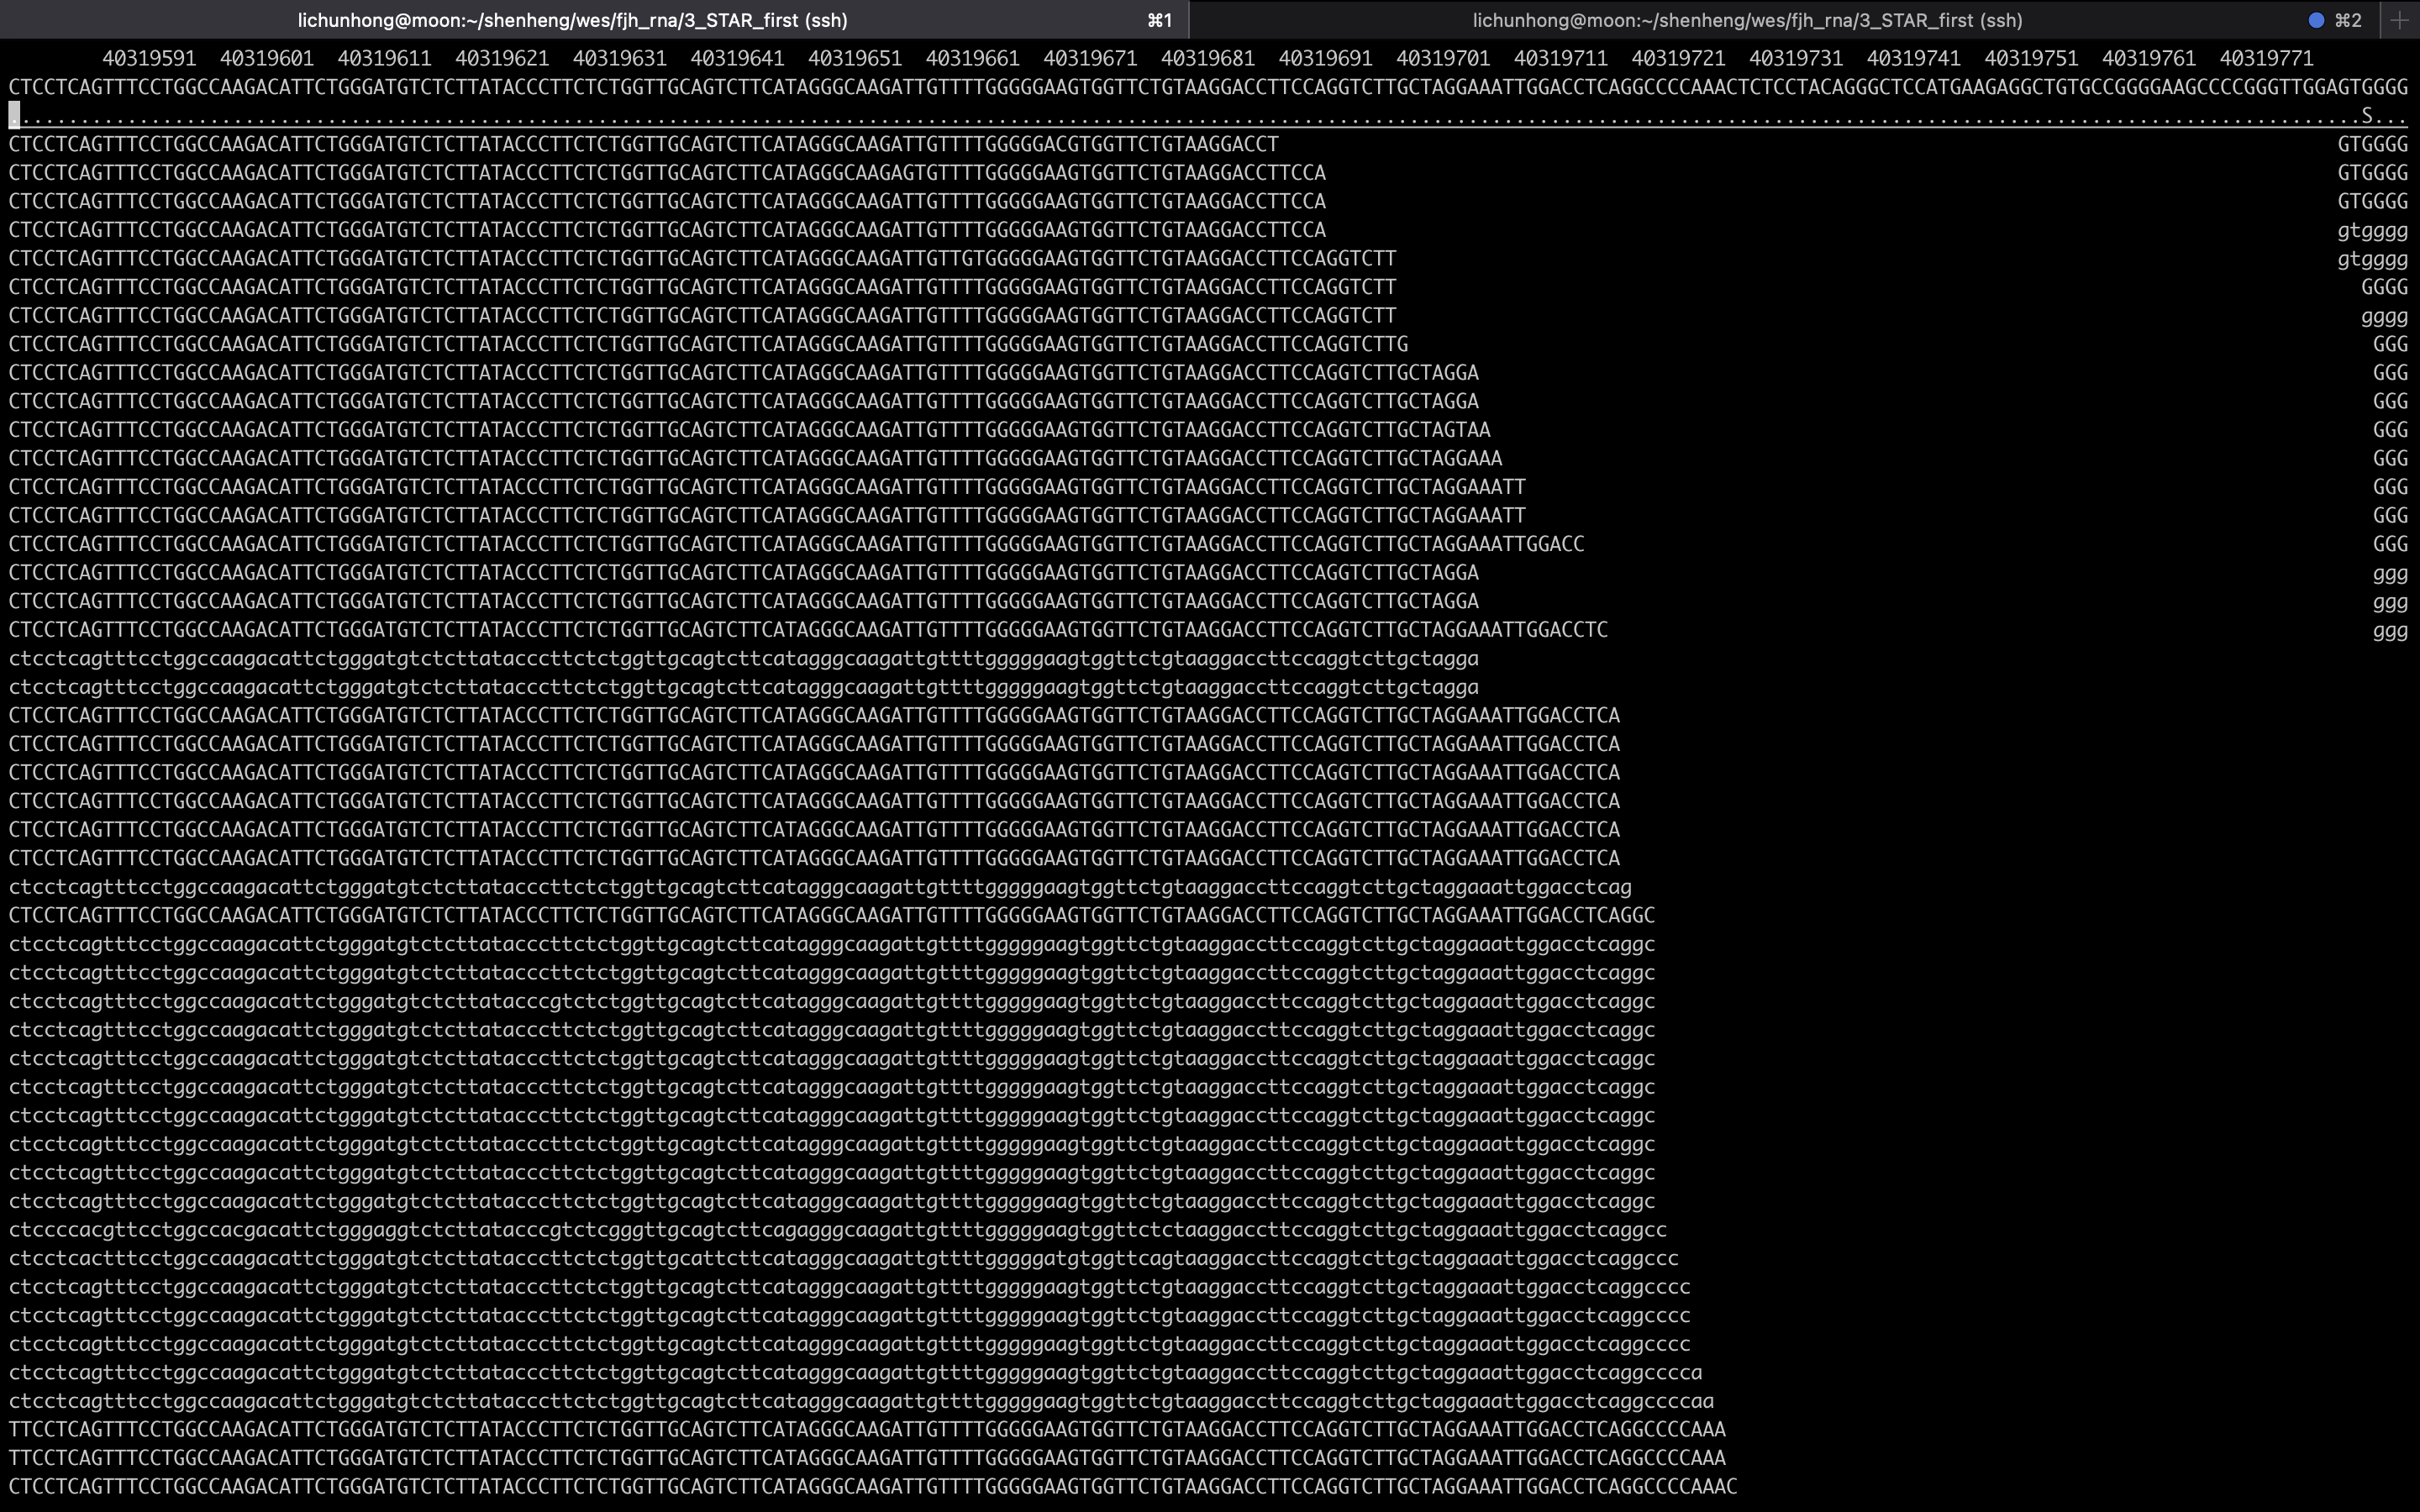 lichunhong@moon:~/shenheng/wes/fjh_rna/3_STAR_first (ssh) ⌘1 lichunhong@moon:~/shenheng/wes/fjh_rna/3_STAR_first (ssh) ⌘2 +
40319591 40319601 40319611 40319621 40319631 40319641 40319651 40319661 40319671 40319681 40319691 40319701 40319711 40319721 40319731 40319741 40319751 40319761 40319771
CTCCTCAGTTTCCTGGCCAAGACATTCTGGGATGTCTCTTATACCCTTCTCTGGTTGCAGTCTTCATAGGGCAAGATTGTTTTGGGGGAAGTGGTTCTGTAAGGACCTTCCAGGTCTTGCTAGGAAATTGGACCTCAGGCCCCAAACTCTCCTACAGGGCTCCATGAAGAGGCTGTGCCGGGGAAGCCCCGGGTTGGAGTGGGG
........................................................................................................................................................................................................S...
CTCCTCAGTTTCCTGGCCAAGACATTCTGGGATGTCTCTTATACCCTTCTCTGGTTGCAGTCTTCATAGGGCAAGATTGTTTTGGGGGACGTGGTTCTGTAAGGACCT GTGGGG
CTCCTCAGTTTCCTGGCCAAGACATTCTGGGATGTCTCTTATACCCTTCTCTGGTTGCAGTCTTCATAGGGCAAGAGTGTTTTGGGGGAAGTGGTTCTGTAAGGACCTTCCA GTGGGG
CTCCTCAGTTTCCTGGCCAAGACATTCTGGGATGTCTCTTATACCCTTCTCTGGTTGCAGTCTTCATAGGGCAAGATTGTTTTGGGGGAAGTGGTTCTGTAAGGACCTTCCA GTGGGG
CTCCTCAGTTTCCTGGCCAAGACATTCTGGGATGTCTCTTATACCCTTCTCTGGTTGCAGTCTTCATAGGGCAAGATTGTTTTGGGGGAAGTGGTTCTGTAAGGACCTTCCA gtgggg
CTCCTCAGTTTCCTGGCCAAGACATTCTGGGATGTCTCTTATACCCTTCTCTGGTTGCAGTCTTCATAGGGCAAGATTGTTGTGGGGGAAGTGGTTCTGTAAGGACCTTCCAGGTCTT gtgggg
CTCCTCAGTTTCCTGGCCAAGACATTCTGGGATGTCTCTTATACCCTTCTCTGGTTGCAGTCTTCATAGGGCAAGATTGTTTTGGGGGAAGTGGTTCTGTAAGGACCTTCCAGGTCTT GGGG
CTCCTCAGTTTCCTGGCCAAGACATTCTGGGATGTCTCTTATACCCTTCTCTGGTTGCAGTCTTCATAGGGCAAGATTGTTTTGGGGGAAGTGGTTCTGTAAGGACCTTCCAGGTCTT gggg
CTCCTCAGTTTCCTGGCCAAGACATTCTGGGATGTCTCTTATACCCTTCTCTGGTTGCAGTCTTCATAGGGCAAGATTGTTTTGGGGGAAGTGGTTCTGTAAGGACCTTCCAGGTCTTG GGG
CTCCTCAGTTTCCTGGCCAAGACATTCTGGGATGTCTCTTATACCCTTCTCTGGTTGCAGTCTTCATAGGGCAAGATTGTTTTGGGGGAAGTGGTTCTGTAAGGACCTTCCAGGTCTTGCTAGGA GGG
CTCCTCAGTTTCCTGGCCAAGACATTCTGGGATGTCTCTTATACCCTTCTCTGGTTGCAGTCTTCATAGGGCAAGATTGTTTTGGGGGAAGTGGTTCTGTAAGGACCTTCCAGGTCTTGCTAGGA GGG
CTCCTCAGTTTCCTGGCCAAGACATTCTGGGATGTCTCTTATACCCTTCTCTGGTTGCAGTCTTCATAGGGCAAGATTGTTTTGGGGGAAGTGGTTCTGTAAGGACCTTCCAGGTCTTGCTAGTAA GGG
CTCCTCAGTTTCCTGGCCAAGACATTCTGGGATGTCTCTTATACCCTTCTCTGGTTGCAGTCTTCATAGGGCAAGATTGTTTTGGGGGAAGTGGTTCTGTAAGGACCTTCCAGGTCTTGCTAGGAAA GGG
CTCCTCAGTTTCCTGGCCAAGACATTCTGGGATGTCTCTTATACCCTTCTCTGGTTGCAGTCTTCATAGGGCAAGATTGTTTTGGGGGAAGTGGTTCTGTAAGGACCTTCCAGGTCTTGCTAGGAAATT GGG
CTCCTCAGTTTCCTGGCCAAGACATTCTGGGATGTCTCTTATACCCTTCTCTGGTTGCAGTCTTCATAGGGCAAGATTGTTTTGGGGGAAGTGGTTCTGTAAGGACCTTCCAGGTCTTGCTAGGAAATT GGG
CTCCTCAGTTTCCTGGCCAAGACATTCTGGGATGTCTCTTATACCCTTCTCTGGTTGCAGTCTTCATAGGGCAAGATTGTTTTGGGGGAAGTGGTTCTGTAAGGACCTTCCAGGTCTTGCTAGGAAATTGGACC GGG
CTCCTCAGTTTCCTGGCCAAGACATTCTGGGATGTCTCTTATACCCTTCTCTGGTTGCAGTCTTCATAGGGCAAGATTGTTTTGGGGGAAGTGGTTCTGTAAGGACCTTCCAGGTCTTGCTAGGA ggg
CTCCTCAGTTTCCTGGCCAAGACATTCTGGGATGTCTCTTATACCCTTCTCTGGTTGCAGTCTTCATAGGGCAAGATTGTTTTGGGGGAAGTGGTTCTGTAAGGACCTTCCAGGTCTTGCTAGGA ggg
CTCCTCAGTTTCCTGGCCAAGACATTCTGGGATGTCTCTTATACCCTTCTCTGGTTGCAGTCTTCATAGGGCAAGATTGTTTTGGGGGAAGTGGTTCTGTAAGGACCTTCCAGGTCTTGCTAGGAAATTGGACCTC ggg
ctcctcagtttcctggccaagacattctgggatgtctcttatacccttctctggttgcagtcttcatagggcaagattgttttgggggaagtggttctgtaaggaccttccaggtcttgctagga
ctcctcagtttcctggccaagacattctgggatgtctcttatacccttctctggttgcagtcttcatagggcaagattgttttgggggaagtggttctgtaaggaccttccaggtcttgctagga
CTCCTCAGTTTCCTGGCCAAGACATTCTGGGATGTCTCTTATACCCTTCTCTGGTTGCAGTCTTCATAGGGCAAGATTGTTTTGGGGGAAGTGGTTCTGTAAGGACCTTCCAGGTCTTGCTAGGAAATTGGACCTCA
CTCCTCAGTTTCCTGGCCAAGACATTCTGGGATGTCTCTTATACCCTTCTCTGGTTGCAGTCTTCATAGGGCAAGATTGTTTTGGGGGAAGTGGTTCTGTAAGGACCTTCCAGGTCTTGCTAGGAAATTGGACCTCA
CTCCTCAGTTTCCTGGCCAAGACATTCTGGGATGTCTCTTATACCCTTCTCTGGTTGCAGTCTTCATAGGGCAAGATTGTTTTGGGGGAAGTGGTTCTGTAAGGACCTTCCAGGTCTTGCTAGGAAATTGGACCTCA
CTCCTCAGTTTCCTGGCCAAGACATTCTGGGATGTCTCTTATACCCTTCTCTGGTTGCAGTCTTCATAGGGCAAGATTGTTTTGGGGGAAGTGGTTCTGTAAGGACCTTCCAGGTCTTGCTAGGAAATTGGACCTCA
CTCCTCAGTTTCCTGGCCAAGACATTCTGGGATGTCTCTTATACCCTTCTCTGGTTGCAGTCTTCATAGGGCAAGATTGTTTTGGGGGAAGTGGTTCTGTAAGGACCTTCCAGGTCTTGCTAGGAAATTGGACCTCA
CTCCTCAGTTTCCTGGCCAAGACATTCTGGGATGTCTCTTATACCCTTCTCTGGTTGCAGTCTTCATAGGGCAAGATTGTTTTGGGGGAAGTGGTTCTGTAAGGACCTTCCAGGTCTTGCTAGGAAATTGGACCTCA
ctcctcagtttcctggccaagacattctgggatgtctcttatacccttctctggttgcagtcttcatagggcaagattgttttgggggaagtggttctgtaaggaccttccaggtcttgctaggaaattggacctcag
CTCCTCAGTTTCCTGGCCAAGACATTCTGGGATGTCTCTTATACCCTTCTCTGGTTGCAGTCTTCATAGGGCAAGATTGTTTTGGGGGAAGTGGTTCTGTAAGGACCTTCCAGGTCTTGCTAGGAAATTGGACCTCAGGC
ctcctcagtttcctggccaagacattctgggatgtctcttatacccttctctggttgcagtcttcatagggcaagattgttttgggggaagtggttctgtaaggaccttccaggtcttgctaggaaattggacctcaggc
ctcctcagtttcctggccaagacattctgggatgtctcttatacccttctctggttgcagtcttcatagggcaagattgttttgggggaagtggttctgtaaggaccttccaggtcttgctaggaaattggacctcaggc
ctcctcagtttcctggccaagacattctgggatgtctcttatacccgtctctggttgcagtcttcatagggcaagattgttttgggggaagtggttctgtaaggaccttccaggtcttgctaggaaattggacctcaggc
ctcctcagtttcctggccaagacattctgggatgtctcttatacccttctctggttgcagtcttcatagggcaagattgttttgggggaagtggttctgtaaggaccttccaggtcttgctaggaaattggacctcaggc
ctcctcagtttcctggccaagacattctgggatgtctcttatacccttctctggttgcagtcttcatagggcaagattgttttgggggaagtggttctgtaaggaccttccaggtcttgctaggaaattggacctcaggc
ctcctcagtttcctggccaagacattctgggatgtctcttatacccttctctggttgcagtcttcatagggcaagattgttttgggggaagtggttctgtaaggaccttccaggtcttgctaggaaattggacctcaggc
ctcctcagtttcctggccaagacattctgggatgtctcttatacccttctctggttgcagtcttcatagggcaagattgttttgggggaagtggttctgtaaggaccttccaggtcttgctaggaaattggacctcaggc
ctcctcagtttcctggccaagacattctgggatgtctcttatacccttctctggttgcagtcttcatagggcaagattgttttgggggaagtggttctgtaaggaccttccaggtcttgctaggaaattggacctcaggc
ctcctcagtttcctggccaagacattctgggatgtctcttatacccttctctggttgcagtcttcatagggcaagattgttttgggggaagtggttctgtaaggaccttccaggtcttgctaggaaattggacctcaggc
ctcctcagtttcctggccaagacattctgggatgtctcttatacccttctctggttgcagtcttcatagggcaagattgttttgggggaagtggttctgtaaggaccttccaggtcttgctaggaaattggacctcaggc
ctccccacgttcctggccacgacattctgggaggtctcttatacccgtctcgggttgcagtcttcagagggcaagattgttttgggggaagtggttctctaaggaccttccaggtcttgctaggaaattggacctcaggcc
ctcctcactttcctggccaagacattctgggatgtctcttatacccttctctggttgcattcttcatagggcaagattgttttgggggatgtggttcagtaaggaccttccaggtcttgctaggaaattggacctcaggccc
ctcctcagtttcctggccaagacattctgggatgtctcttatacccttctctggttgcagtcttcatagggcaagattgttttgggggaagtggttctgtaaggaccttccaggtcttgctaggaaattggacctcaggcccc
ctcctcagtttcctggccaagacattctgggatgtctcttatacccttctctggttgcagtcttcatagggcaagattgttttgggggaagtggttctgtaaggaccttccaggtcttgctaggaaattggacctcaggcccc
ctcctcagtttcctggccaagacattctgggatgtctcttatacccttctctggttgcagtcttcatagggcaagattgttttgggggaagtggttctgtaaggaccttccaggtcttgctaggaaattggacctcaggcccc
ctcctcagtttcctggccaagacattctgggatgtctcttatacccttctctggttgcagtcttcatagggcaagattgttttgggggaagtggttctgtaaggaccttccaggtcttgctaggaaattggacctcaggcccca
ctcctcagtttcctggccaagacattctgggatgtctcttatacccttctctggttgcagtcttcatagggcaagattgttttgggggaagtggttctgtaaggaccttccaggtcttgctaggaaattggacctcaggccccaa
TTCCTCAGTTTCCTGGCCAAGACATTCTGGGATGTCTCTTATACCCTTCTCTGGTTGCAGTCTTCATAGGGCAAGATTGTTTTGGGGGAAGTGGTTCTGTAAGGACCTTCCAGGTCTTGCTAGGAAATTGGACCTCAGGCCCCAAA
TTCCTCAGTTTCCTGGCCAAGACATTCTGGGATGTCTCTTATACCCTTCTCTGGTTGCAGTCTTCATAGGGCAAGATTGTTTTGGGGGAAGTGGTTCTGTAAGGACCTTCCAGGTCTTGCTAGGAAATTGGACCTCAGGCCCCAAA
CTCCTCAGTTTCCTGGCCAAGACATTCTGGGATGTCTCTTATACCCTTCTCTGGTTGCAGTCTTCATAGGGCAAGATTGTTTTGGGGGAAGTGGTTCTGTAAGGACCTTCCAGGTCTTGCTAGGAAATTGGACCTCAGGCCCCAAAC